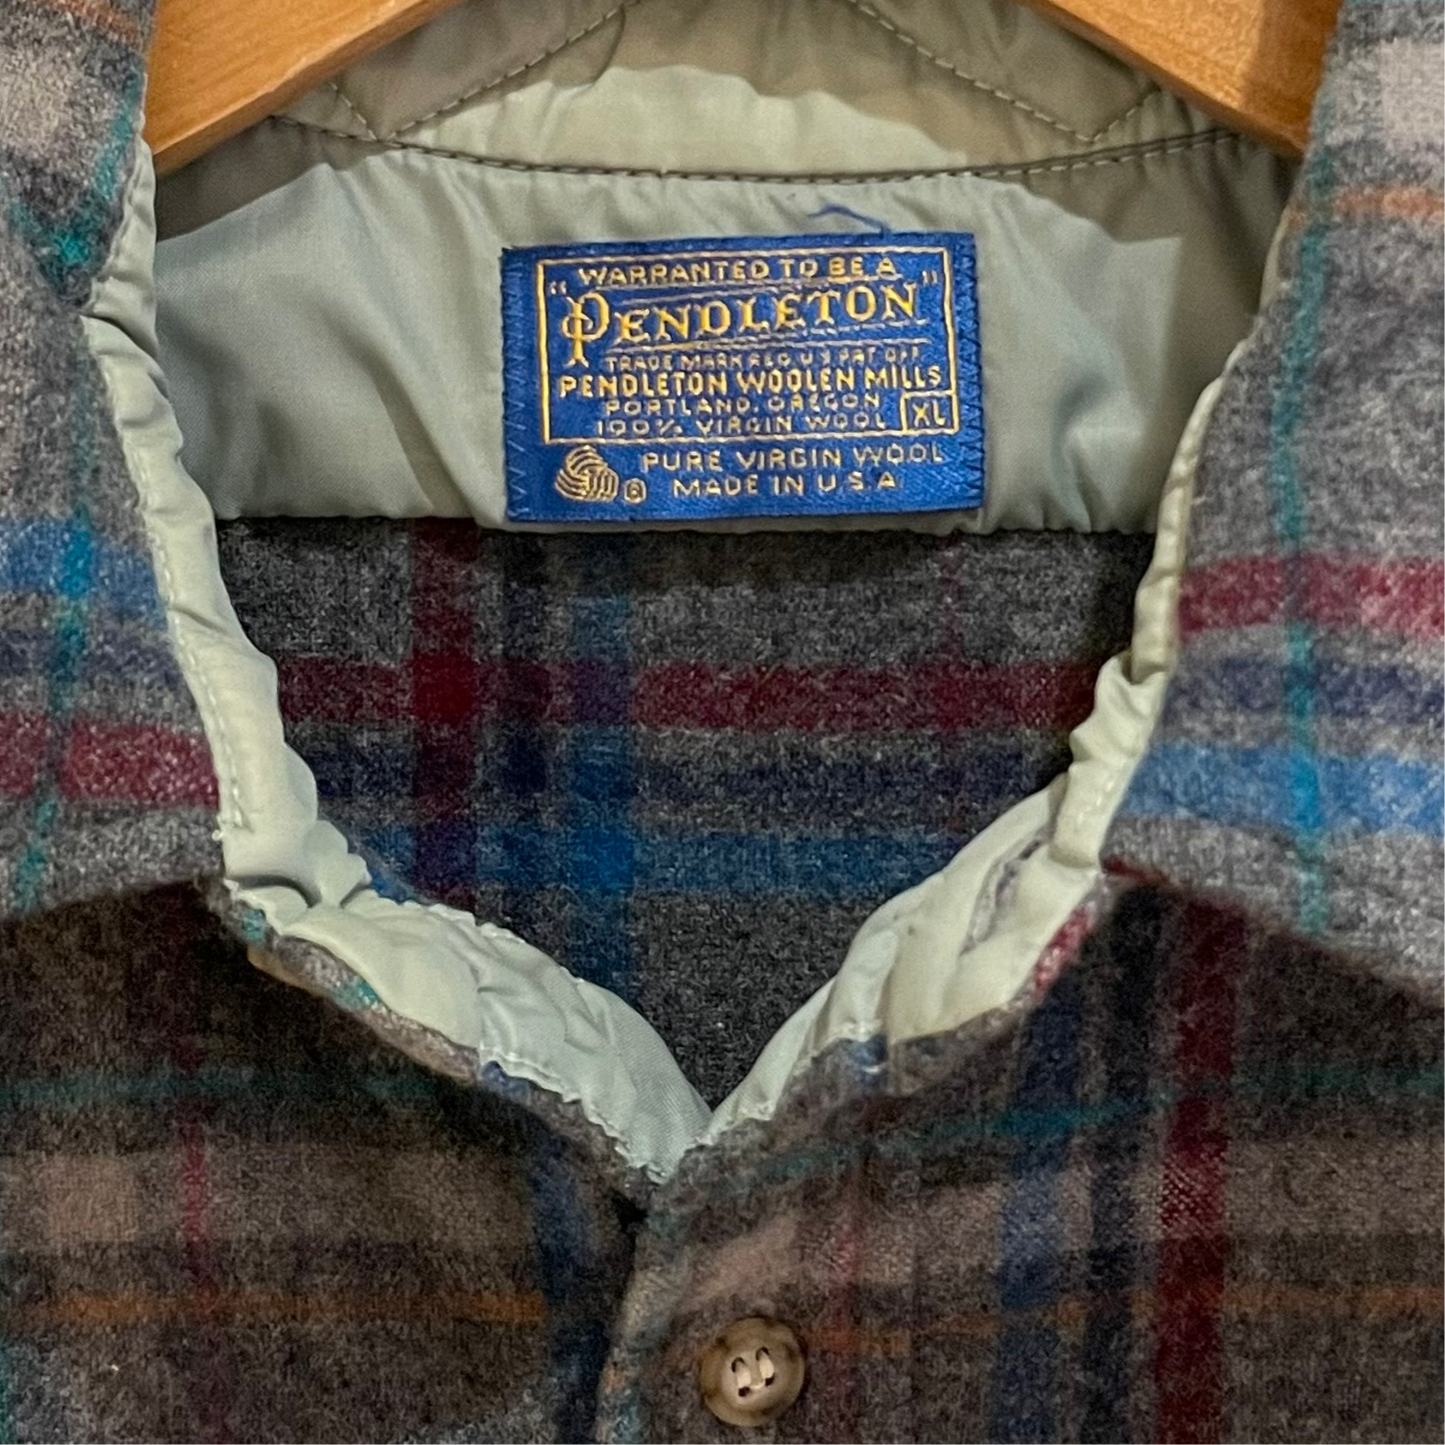 WARRANTED TO BE A
"PENDLETON"
TRADE MARK REG U S PAT OFF
PENDLETON WOOLEN MILLS
PORTLAND, OREGON
100% VIRGIN WOOL XL
PURE VIRGIN WOOL
® MADE IN U.S.A